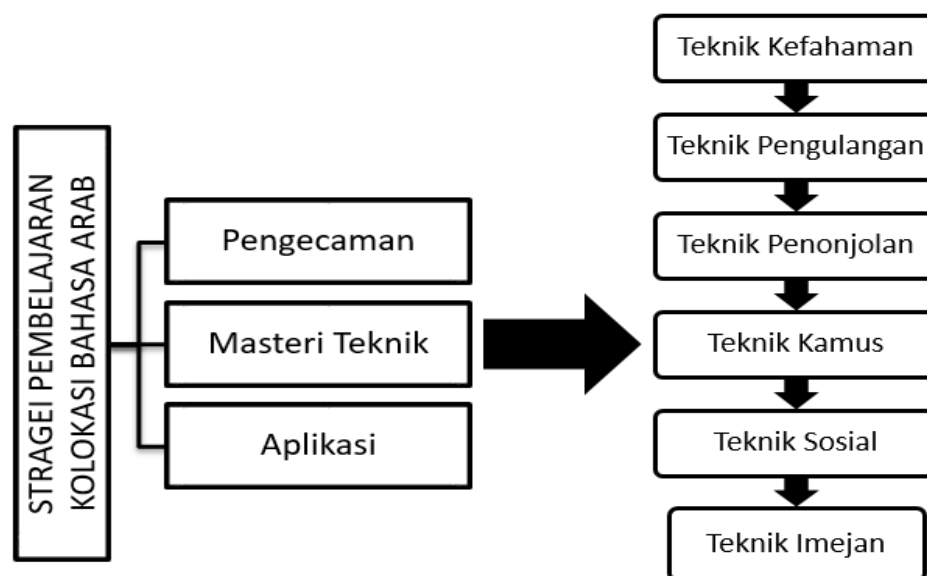 STRAGEI PEMBELAJARAN
KOLOKASI BAHASA ARAB
Pengecaman
Masteri Teknik
Aplikasi
Teknik Kefahaman
Teknik Pengulangan
Teknik Penonjolan
Teknik Kamus
Teknik Sosial
Teknik Imejan